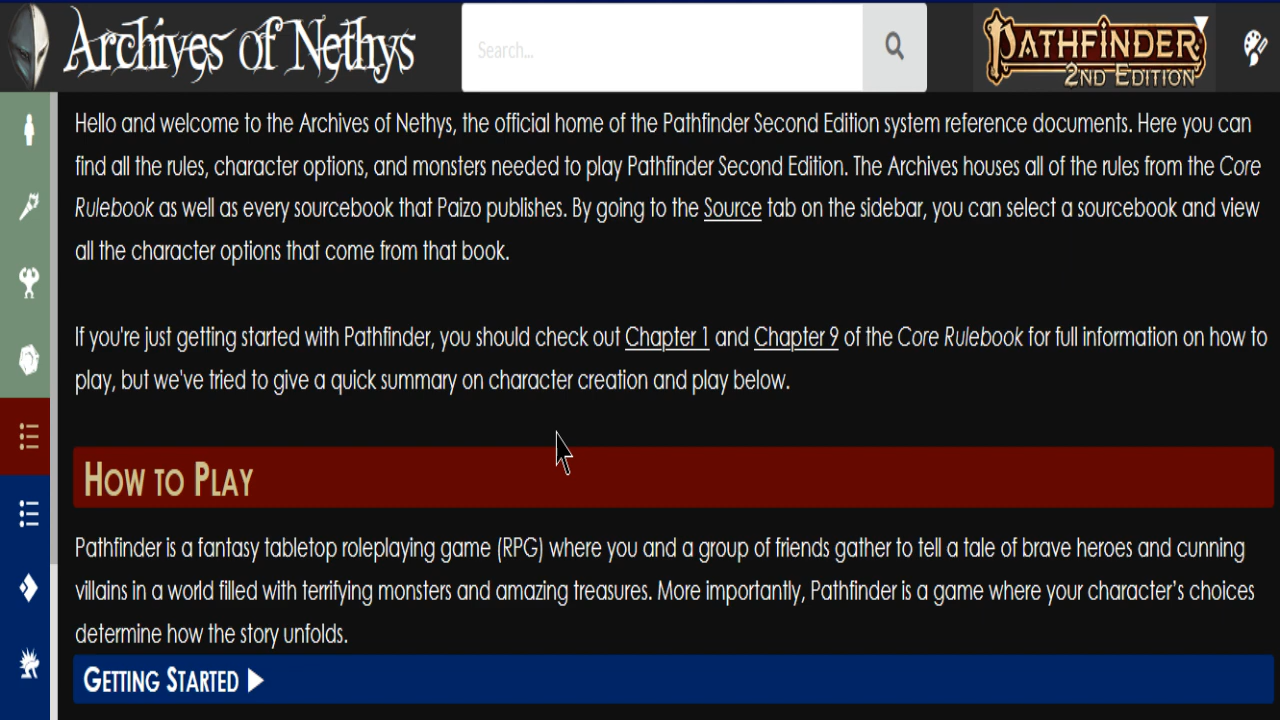 Archives of Nethys
Search...
PATHFINDER
2ND EDITION
Hello and welcome to the Archives of Nethys, the official home of the Pathfinder Second Edition system reference documents. Here you can
find all the rules, character options, and monsters needed to play Pathfinder Second Edition. The Archives houses all of the rules from the Core
Rulebook as well as every sourcebook that Paizo publishes. By going to the Source tab on the sidebar, you can select a sourcebook and view
all the character options that come from that book.
If you're just getting started with Pathfinder, you should check out Chapter 1 and Chapter 9 of the Core Rulebook for full information on how to
play, but we've tried to give a quick summary on character creation and play below.
How to Play
Pathfinder is a fantasy tabletop roleplaying game (RPG) where you and a group of friends gather to tell a tale of brave heroes and cunning
villains in a world filled with terrifying monsters and amazing treasures. More importantly, Pathfinder is a game where your character's choices
determine how the story unfolds.
Getting Started